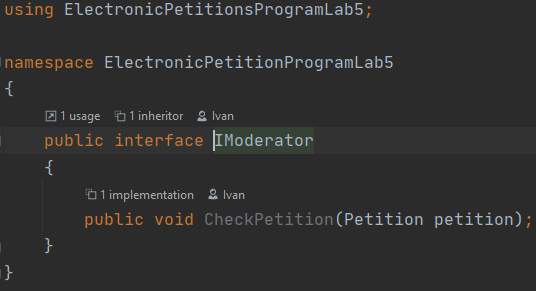 using ElectronicPetitionsProgramLab5;
namespace ElectronicPetitionProgramLab5
{
1 usage 1 inheritor Ivan
public interface IModerator
{
1 implementation Ivan
public void CheckPetition(Petition petition);
}
}